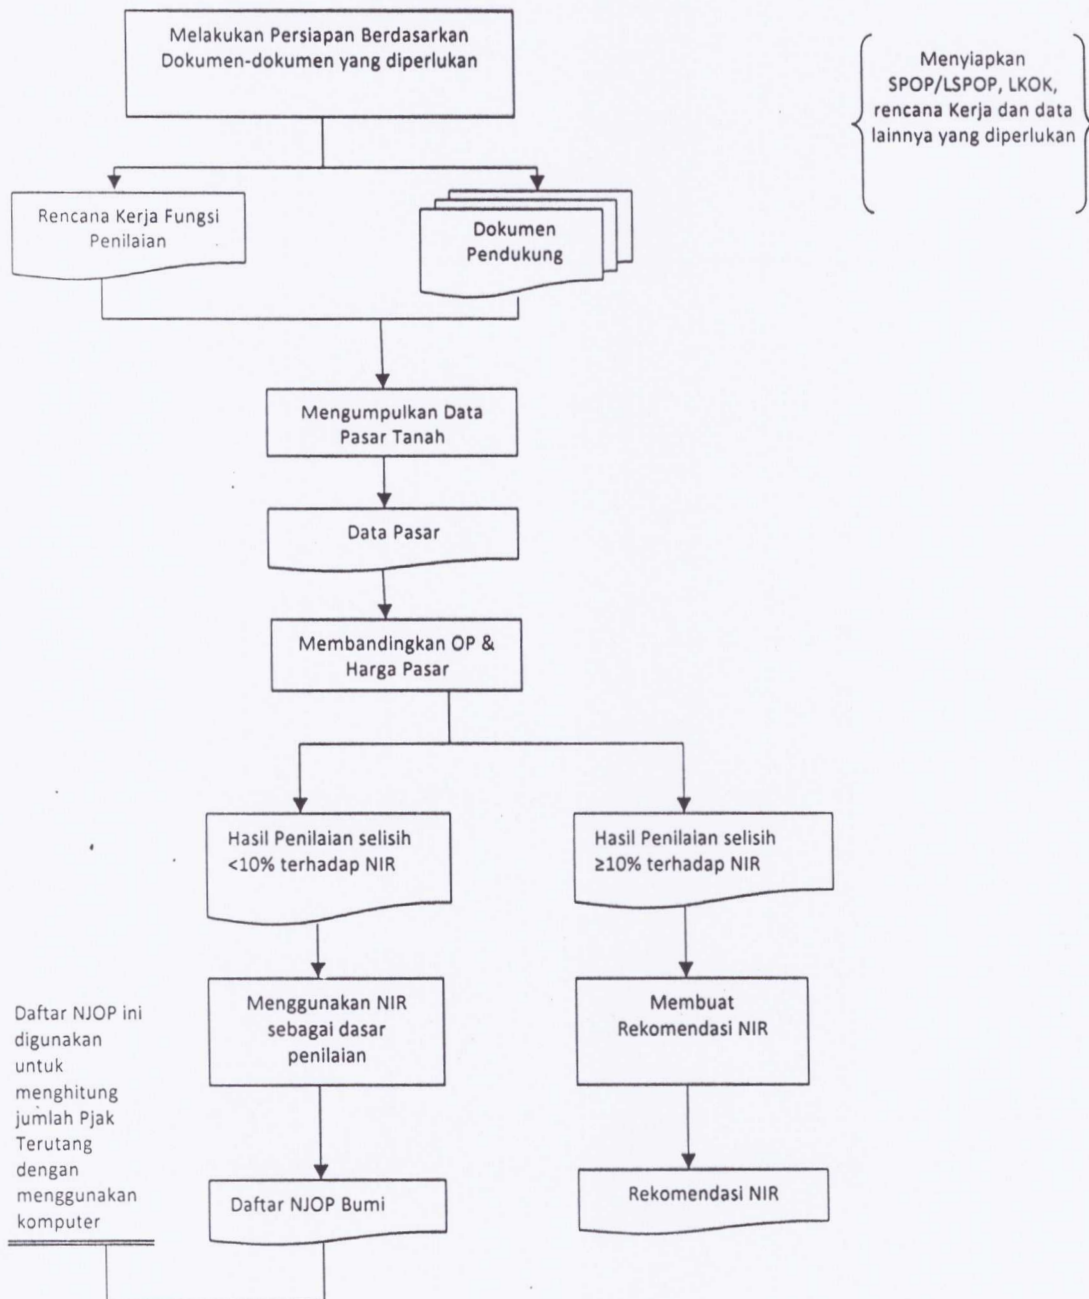 Melakukan Persiapan Berdasarkan
Dokumen-dokumen yang diperlukan
Menyiapkan
SPOP/LSPOP, LKOK,
rencana Kerja dan data
lainnya yang diperlukan
Rencana Kerja Fungsi
Penilaian
Dokumen
Pendukung
Mengumpulkan Data
Pasar Tanah
Data Pasar
Membandingkan OP &
Harga Pasar
Hasil Penilaian selisih
<10% terhadap NIR
Hasil Penilaian selisih
≥10% terhadap NIR
Menggunakan NIR
sebagai dasar
penilaian
Membuat
Rekomendasi NIR
Daftar NJOP ini
digunakan
untuk
menghitung
jumlah Pjak
Terutang
dengan
menggunakan
komputer
Daftar NJOP Bumi
Rekomendasi NIR